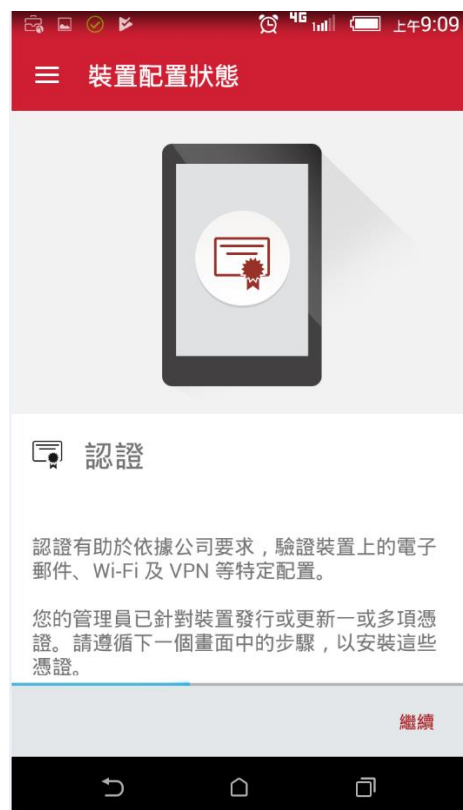 4G 上午9:09
裝置配置狀態
認證
認證有助於依據公司要求，驗證裝置上的電子
郵件、Wi-Fi 及 VPN 等特定配置。
您的管理員已針對裝置發行或更新一或多項憑
證。請遵循下一個畫面中的步驟，以安裝這些
憑證。
繼續